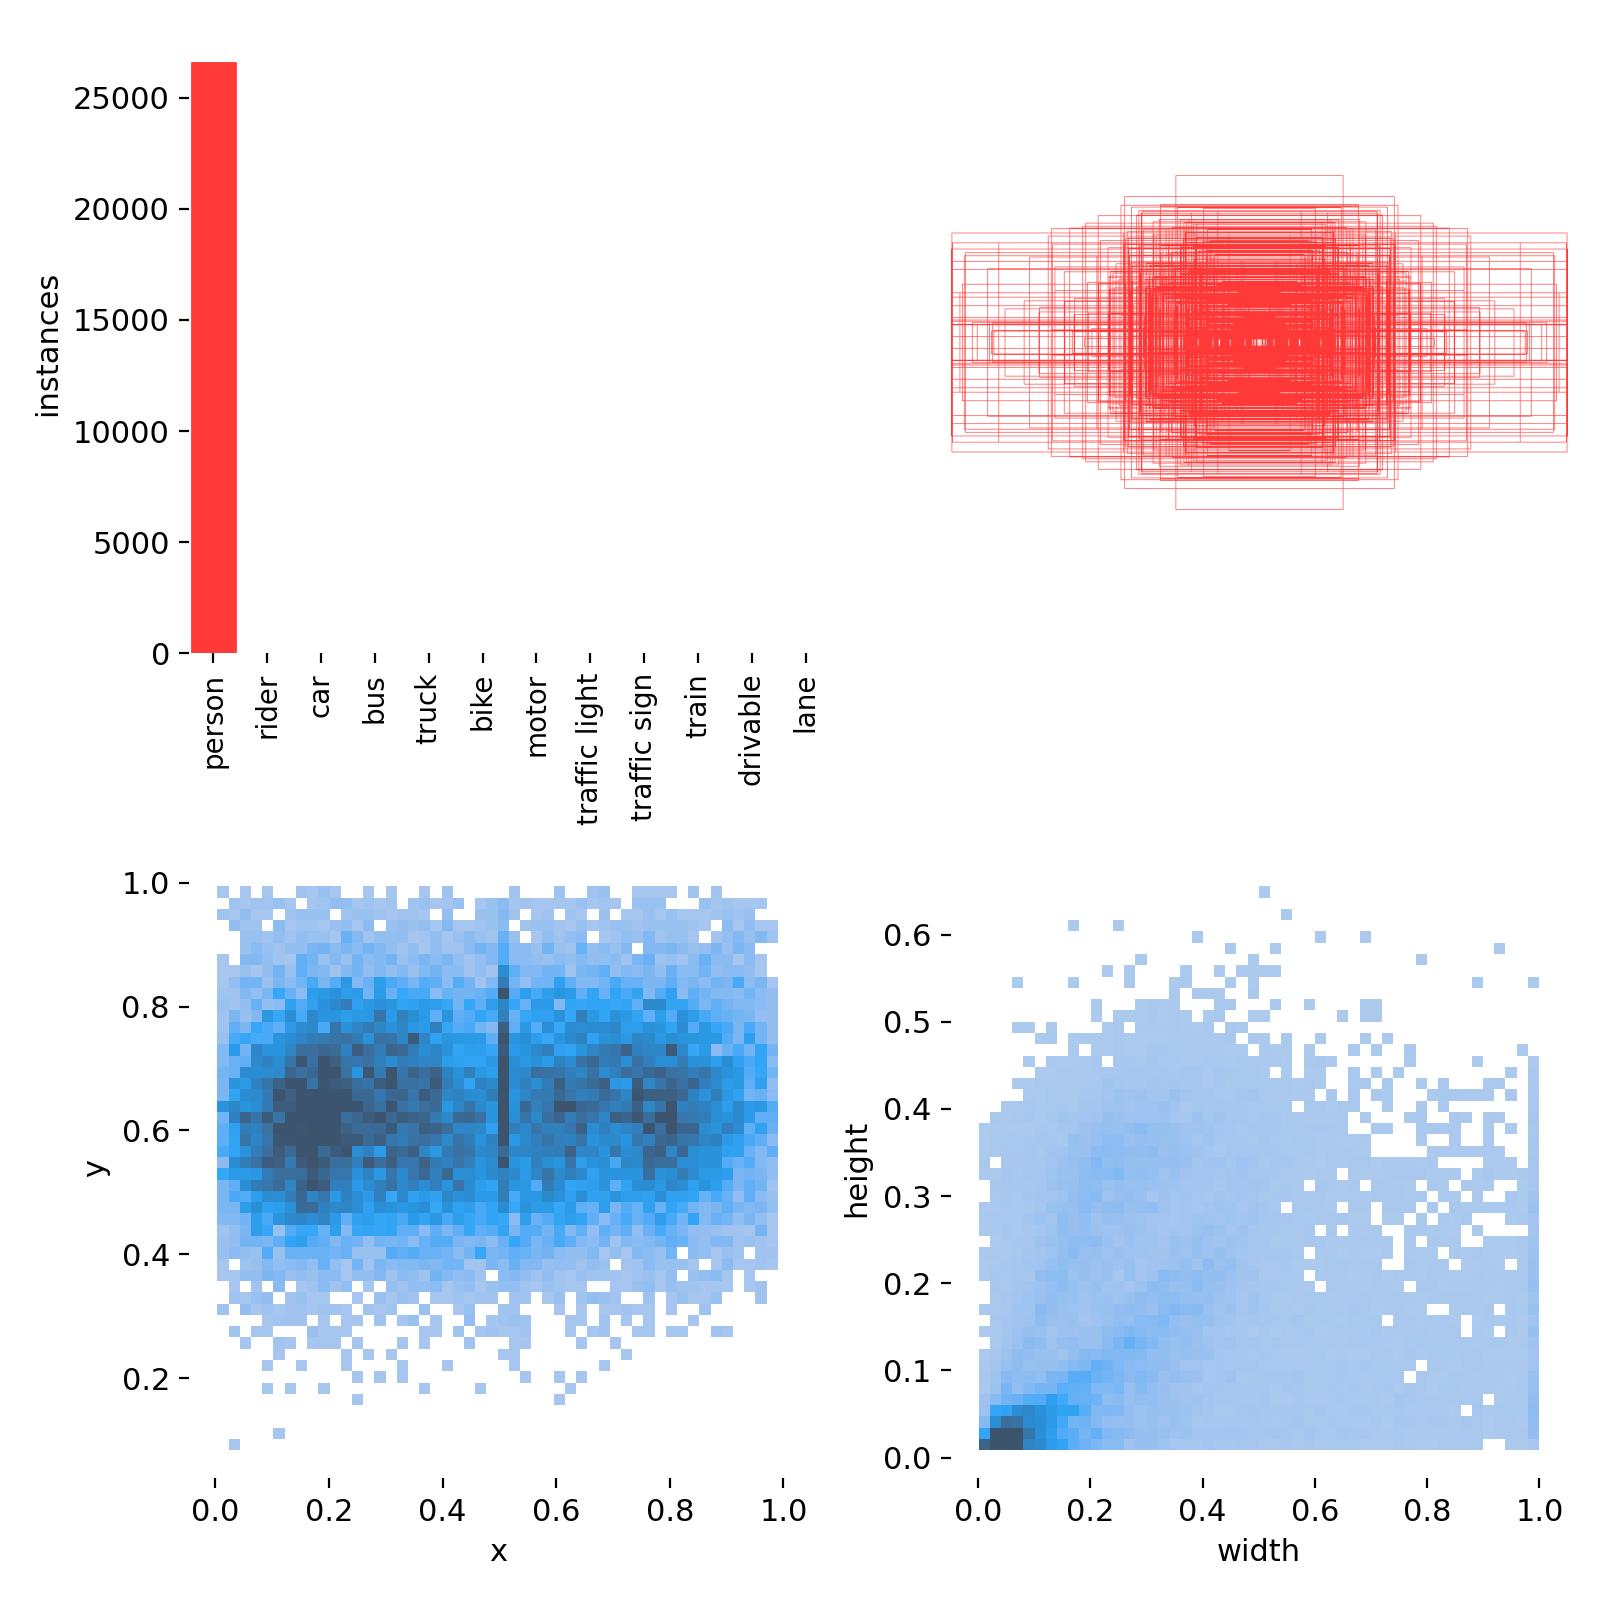 25000
20000
15000
10000
5000
0
instances
person
rider
car
bus
truck
bike
motor
traffic light
traffic sign
train
drivable
lane
1.0
0.8
0.6
0.4
0.2
y
0.0 0.2 0.4 0.6 0.8 1.0
x
0.6
0.5
0.4
0.3
0.2
0.1
0.0
height
0.0 0.2 0.4 0.6 0.8 1.0
width